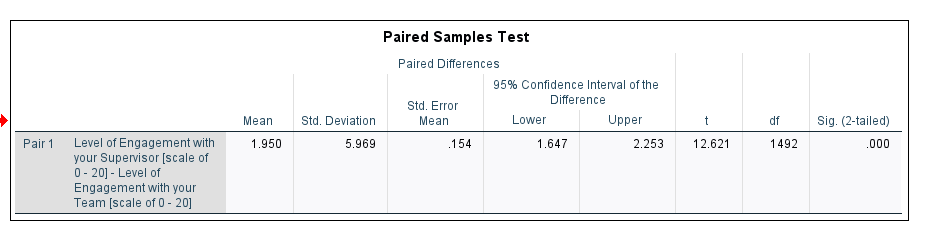 Paired Samples Test
Paired Differences
95% Confidence Interval of the
Difference
Std. Error
Mean Std. Deviation Mean Lower Upper t df Sig. (2-tailed)
Pair 1 Level of Engagement with 1.950 5.969 .154 1.647 2.253 12.621 1492 .000
your Supervisor [scale of
0 - 20] - Level of
Engagement with your
Team [scale of 0 - 20]